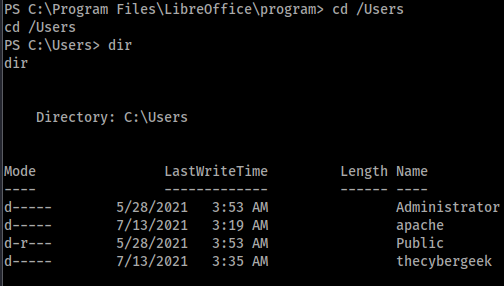 PS C:\Program Files\LibreOffice\program> cd /Users
cd /Users
PS C:\Users> dir
dir
Directory: C:\Users
Mode LastWriteTime Length Name
---- ------------- ------ ----
d----- 5/28/2021 3:53 AM Administrator
d----- 7/13/2021 3:19 AM apache
d-r--- 5/28/2021 3:53 AM Public
d----- 7/13/2021 3:35 AM thecybergeek